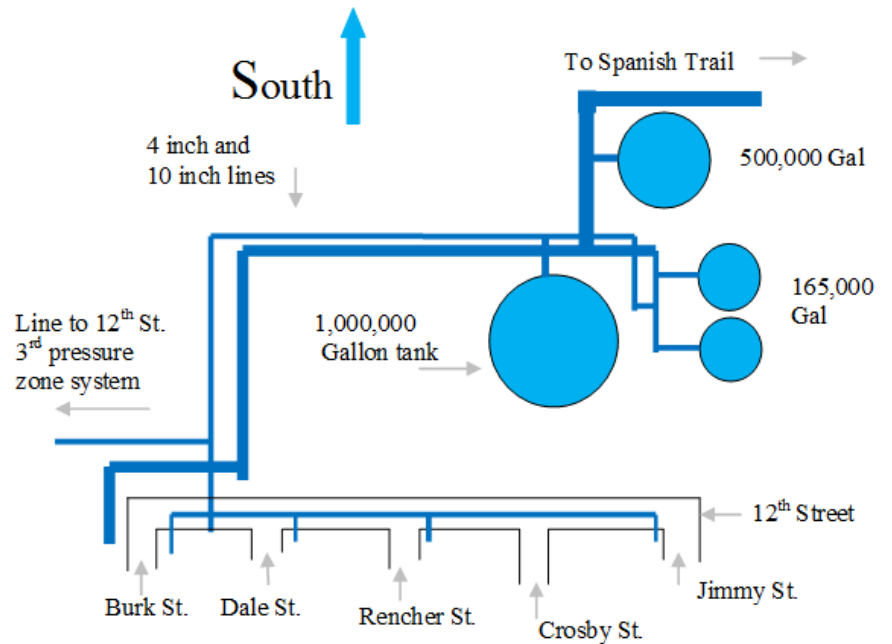 South
To Spanish Trail
4 inch and
10 inch lines
500,000 Gal
165,000
Gal
Line to 12th St.
3rd pressure
zone system
1,000,000
Gallon tank
12th Street
Burk St.
Dale St.
Rencher St.
Crosby St.
Jimmy St.